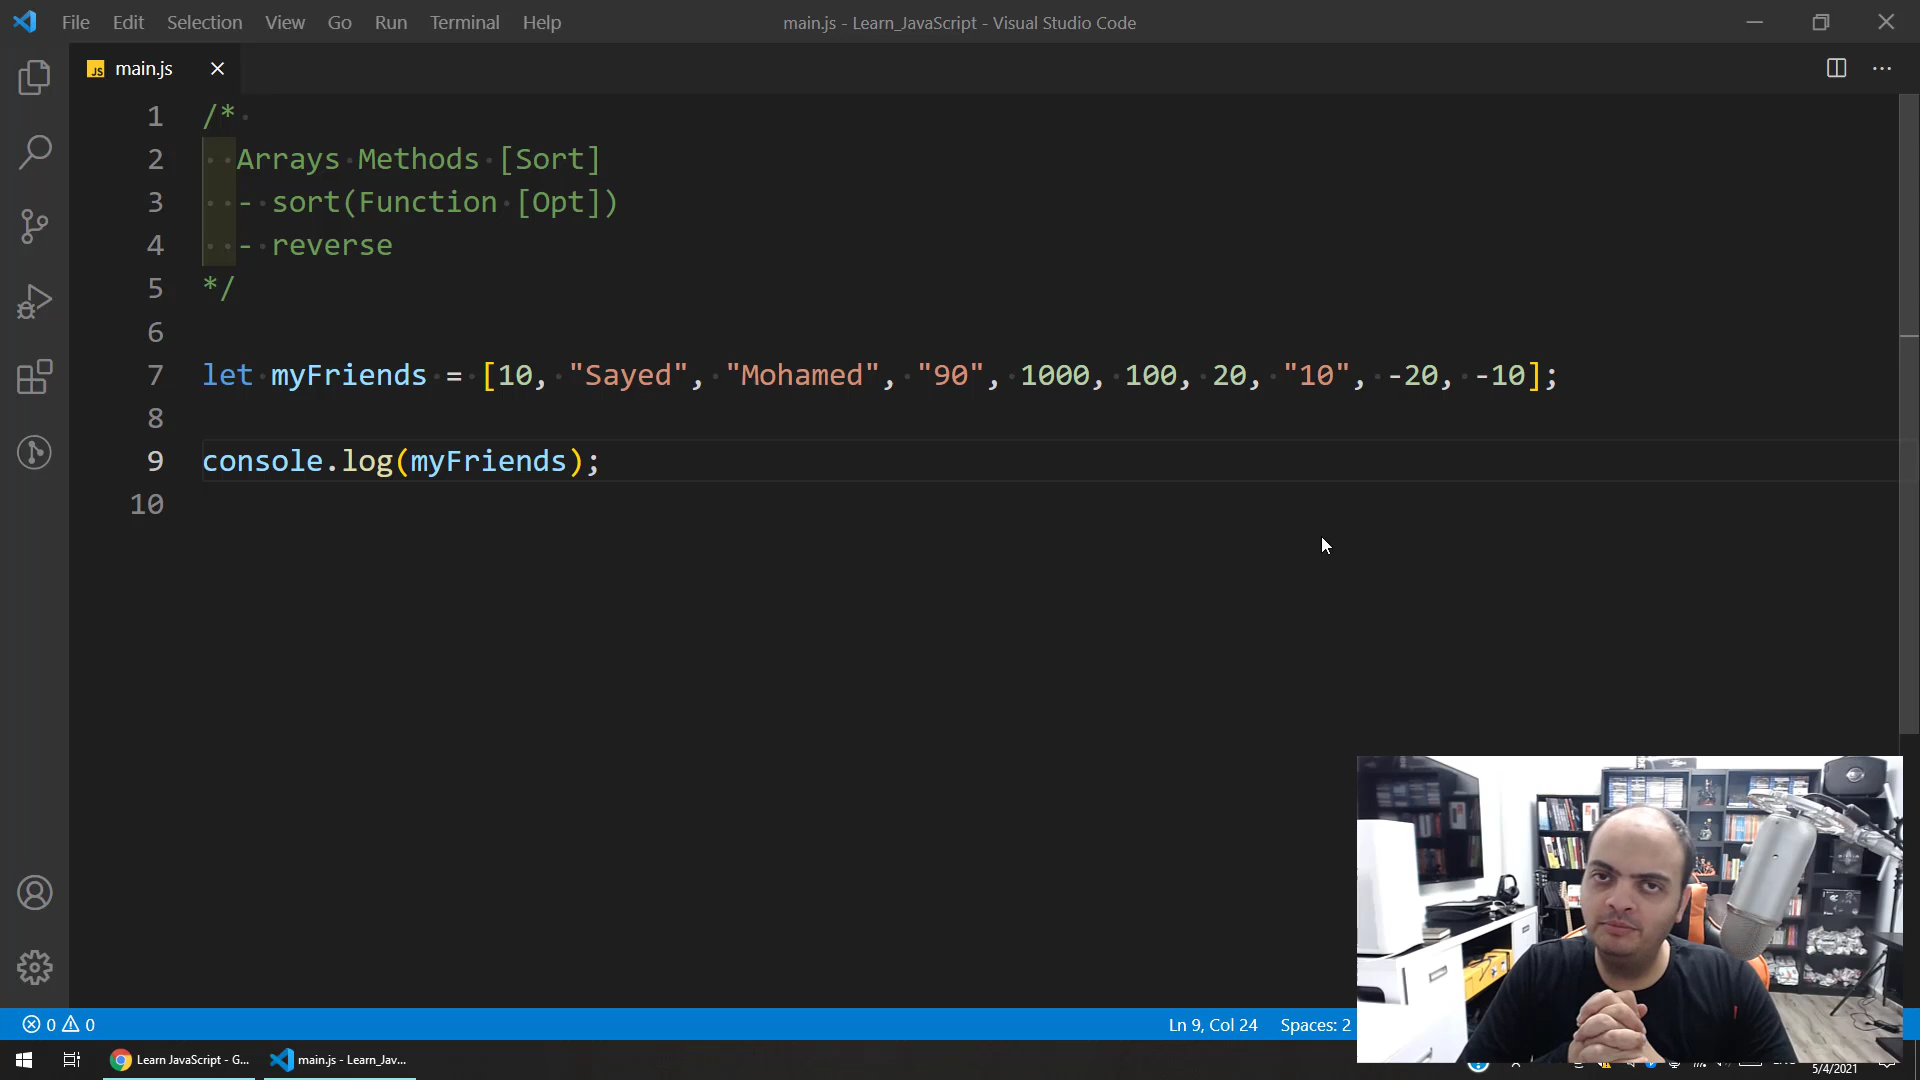 File Edit Selection View Go Run Terminal Help
main.js - Learn_JavaScript - Visual Studio Code
JS main.js
1 /*
2 Arrays Methods [Sort]
3 - sort(Function [Opt])
4 - reverse
5 */
6
7 let myFriends = [10, "Sayed", "Mohamed", "90", 1000, 100, 20, "10", -20, -10];
8
9 console.log(myFriends);
10
0 0
Ln 9, Col 24 Spaces: 2
Learn JavaScript - G...
main.js - Learn_Jav...
5/4/2021